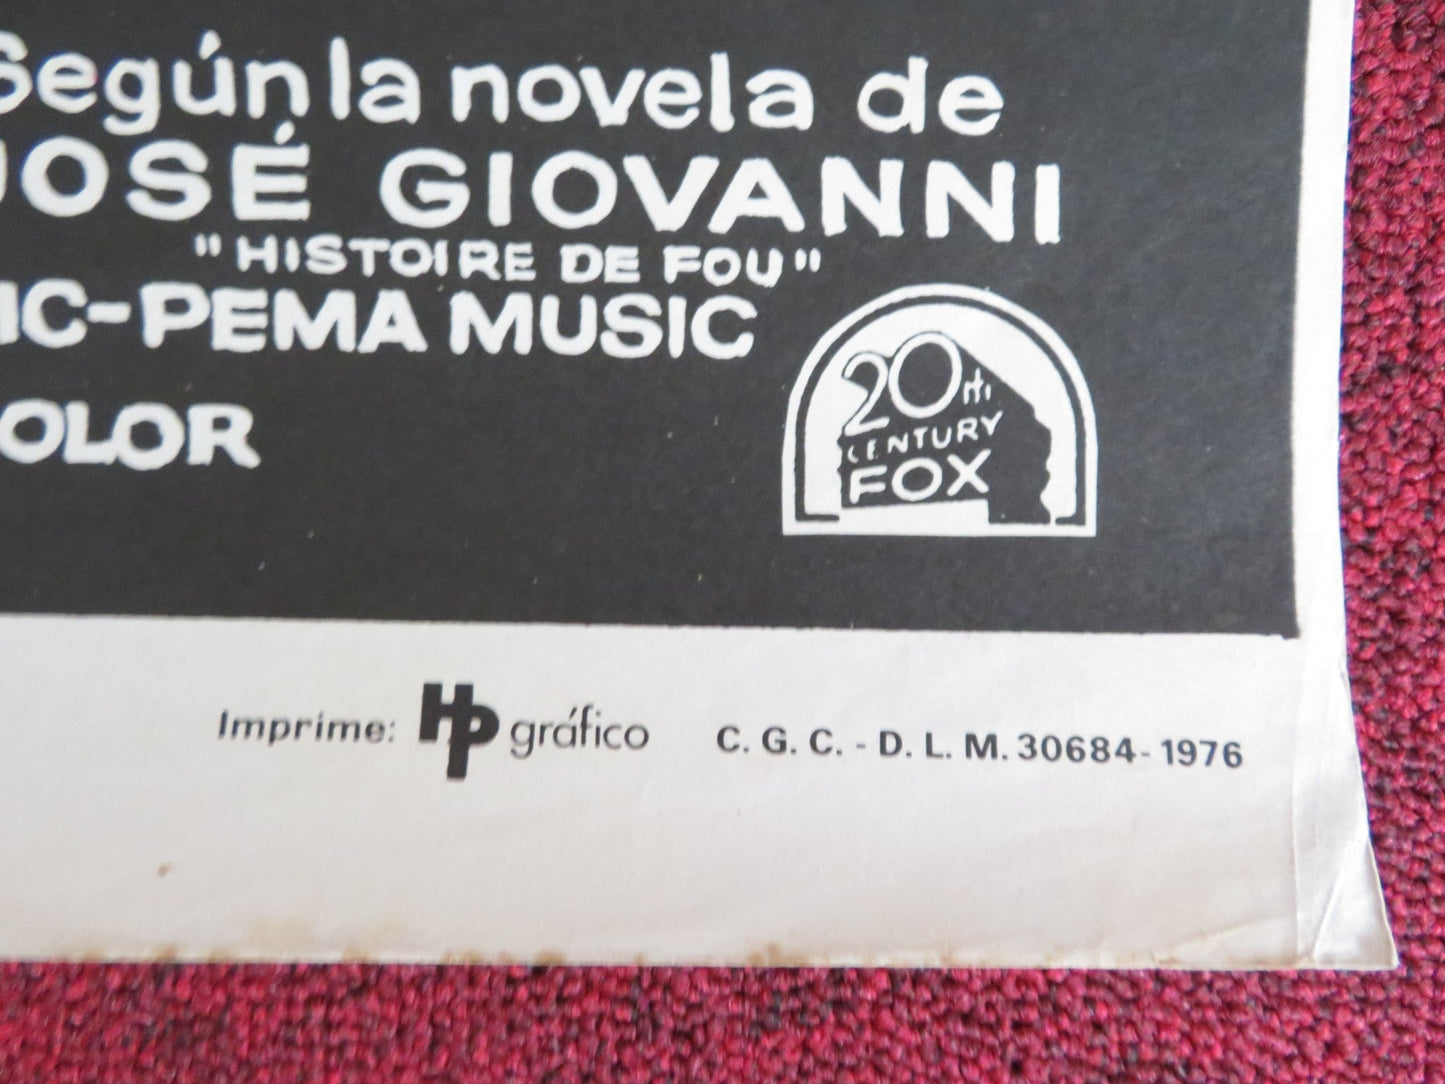 Según la novela de
JOSÉ GIOVANNI
"HISTOIRE DE FOU"
IC-PEMA MUSIC
OLOR
20th
CENTURY
FOX
Imprime: HP gráfico C. G. C. - D. L. M. 30684-1976